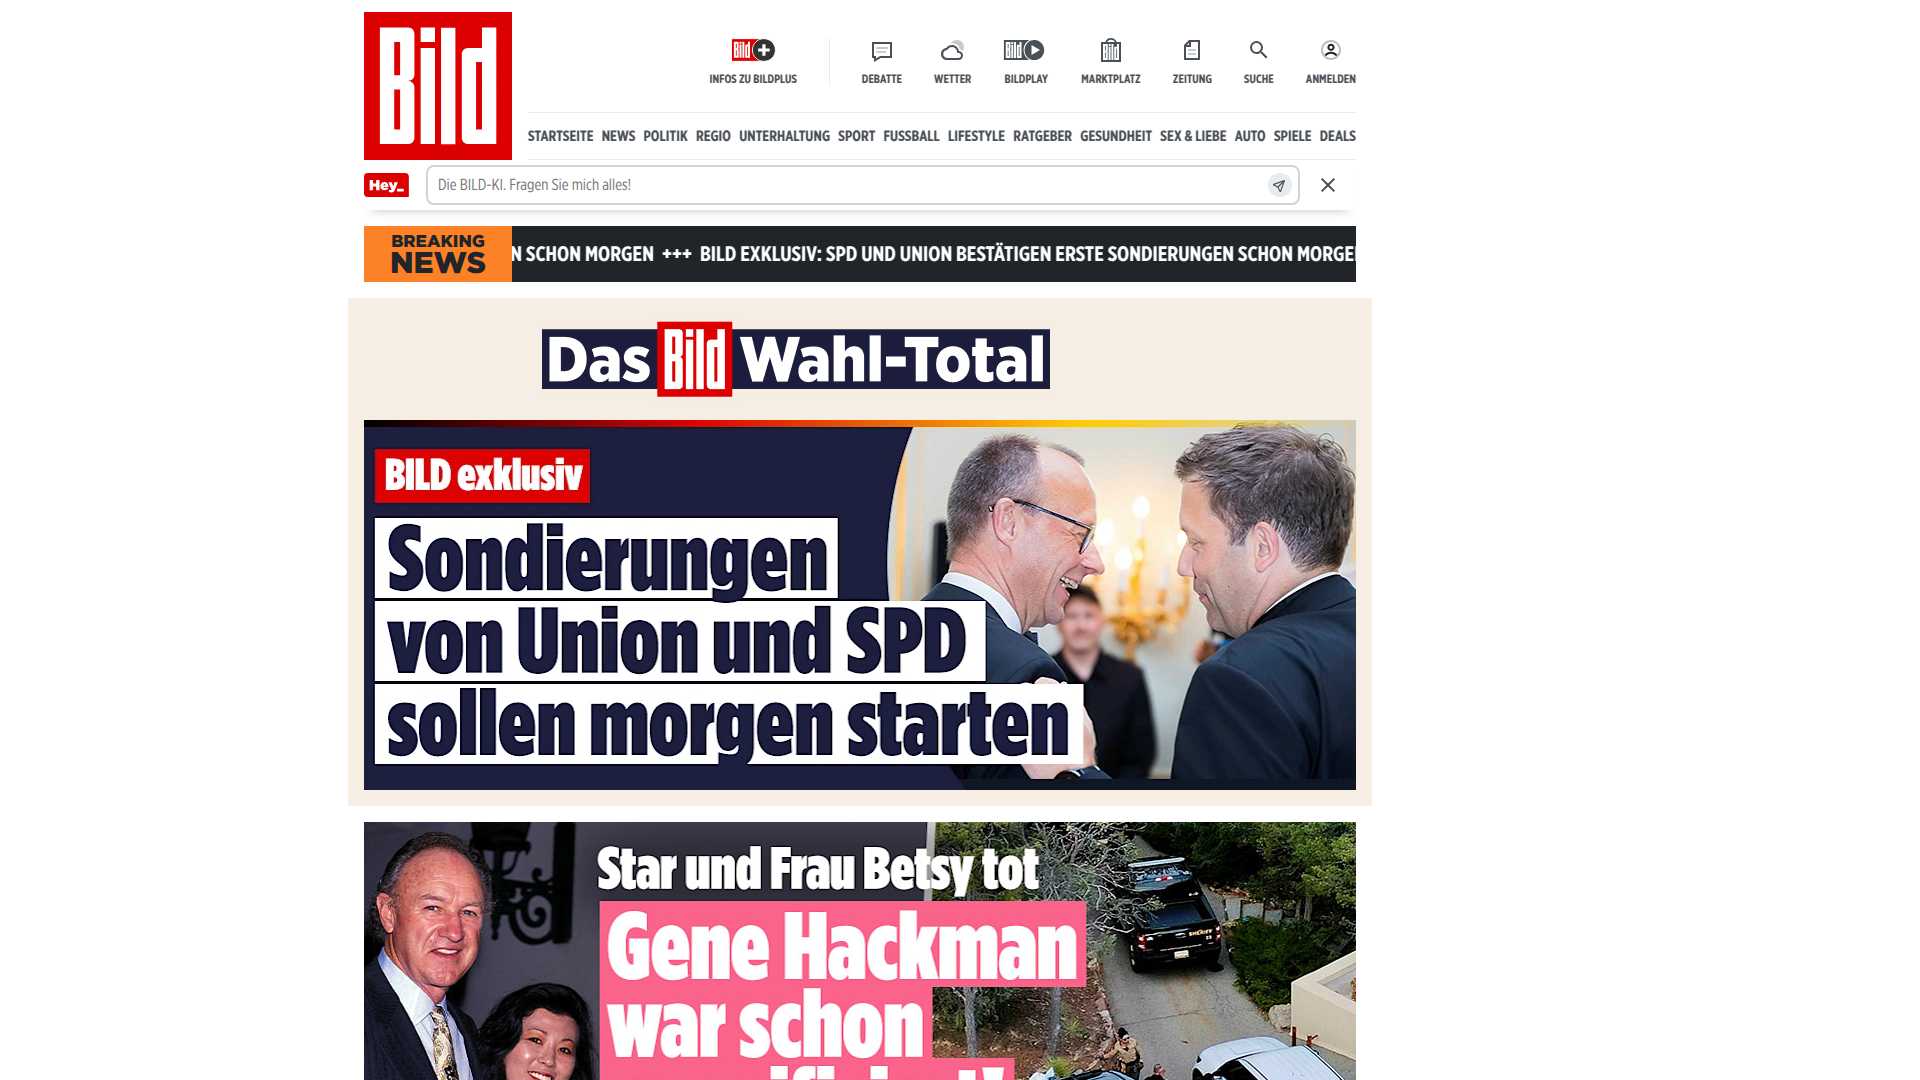 Bild
INFOS ZU BILDPLUS
DEBATTE
WETTER
BILDPLAY
MARKTPLATZ
ZEITUNG
SUCHE
ANMELDEN
STARTSEITE NEWS POLITIK REGIO UNTERHALTUNG SPORT FUSSBALL LIFESTYLE RATGEBER GESUNDHEIT SEX & LIEBE AUTO SPIELE DEALS
Hey_
Die BILD-KI. Fragen Sie mich alles!
BREAKING
NEWS
N SCHON MORGEN +++ BILD EXKLUSIV: SPD UND UNION BESTÄTIGEN ERSTE SONDIERUNGEN SCHON MORGE
Das Bild Wahl-Total
BILD exklusiv
Sondierungen
von Union und SPD
sollen morgen starten
Star und Frau Betsy tot
Gene Hackman
war schon
SHERIFF